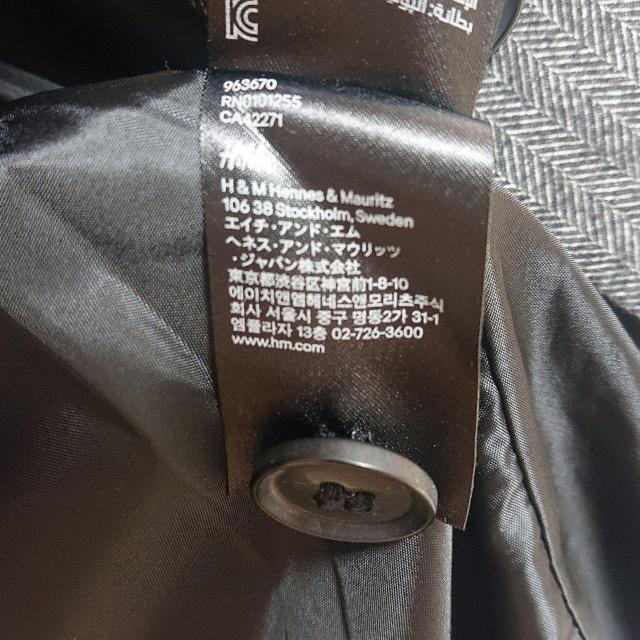 بطانة: البول
963670
RN0101255
CA42271
H & M Hennes & Mauritz
106 38 Stockholm, Sweden
エイチ・アンド・エム
ヘネス・アンド・マウリッツ
・ジャパン株式会社
東京都渋谷区神宮前1-8-10
에이치앤엠헤네스앤모리츠주식
회사 서울시 중구 명동2가 31-1
엠플라자 13층 02-726-3600
www.hm.com